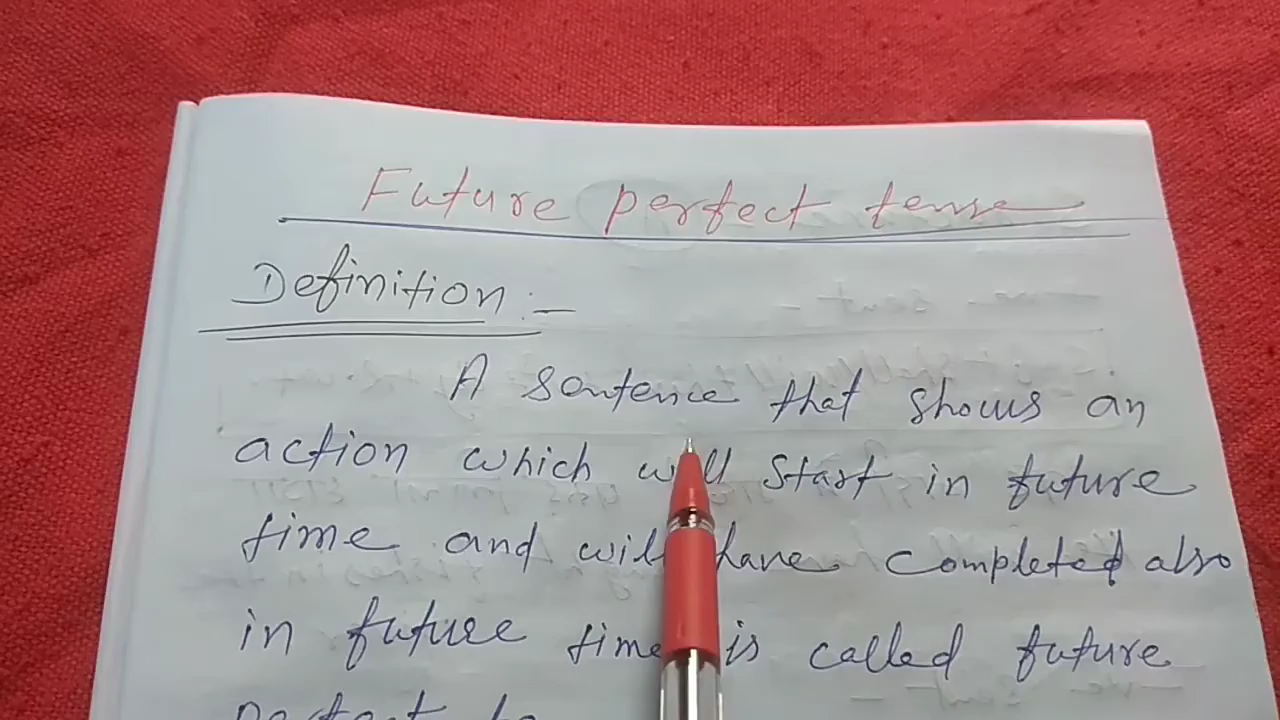 Future perfect tense
Definition :-
A sentence that shows an
action which will start in future
time and will have completed also
in future time is called future
perfect